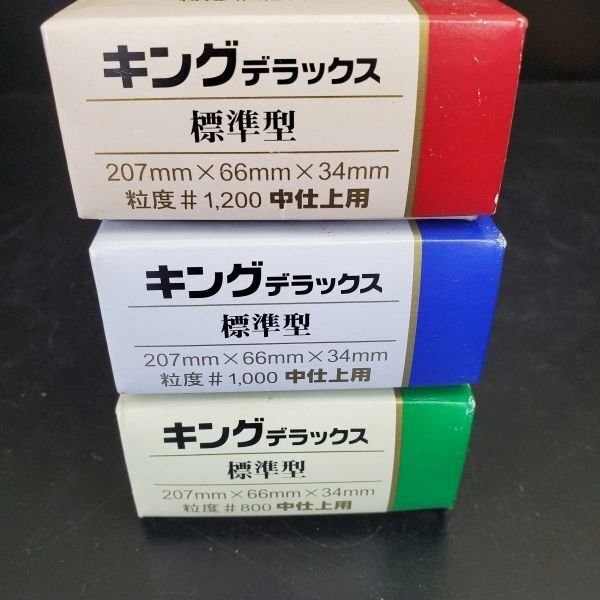 キングデラックス
標準型
207mm×66mm×34mm
粒度#1,200 中仕上用
キングデラックス
標準型
207mm×66mm×34mm
粒度#1,000 中仕上用
キングデラックス
標準型
207mm×66mm×34mm
粒度#800 中仕上用